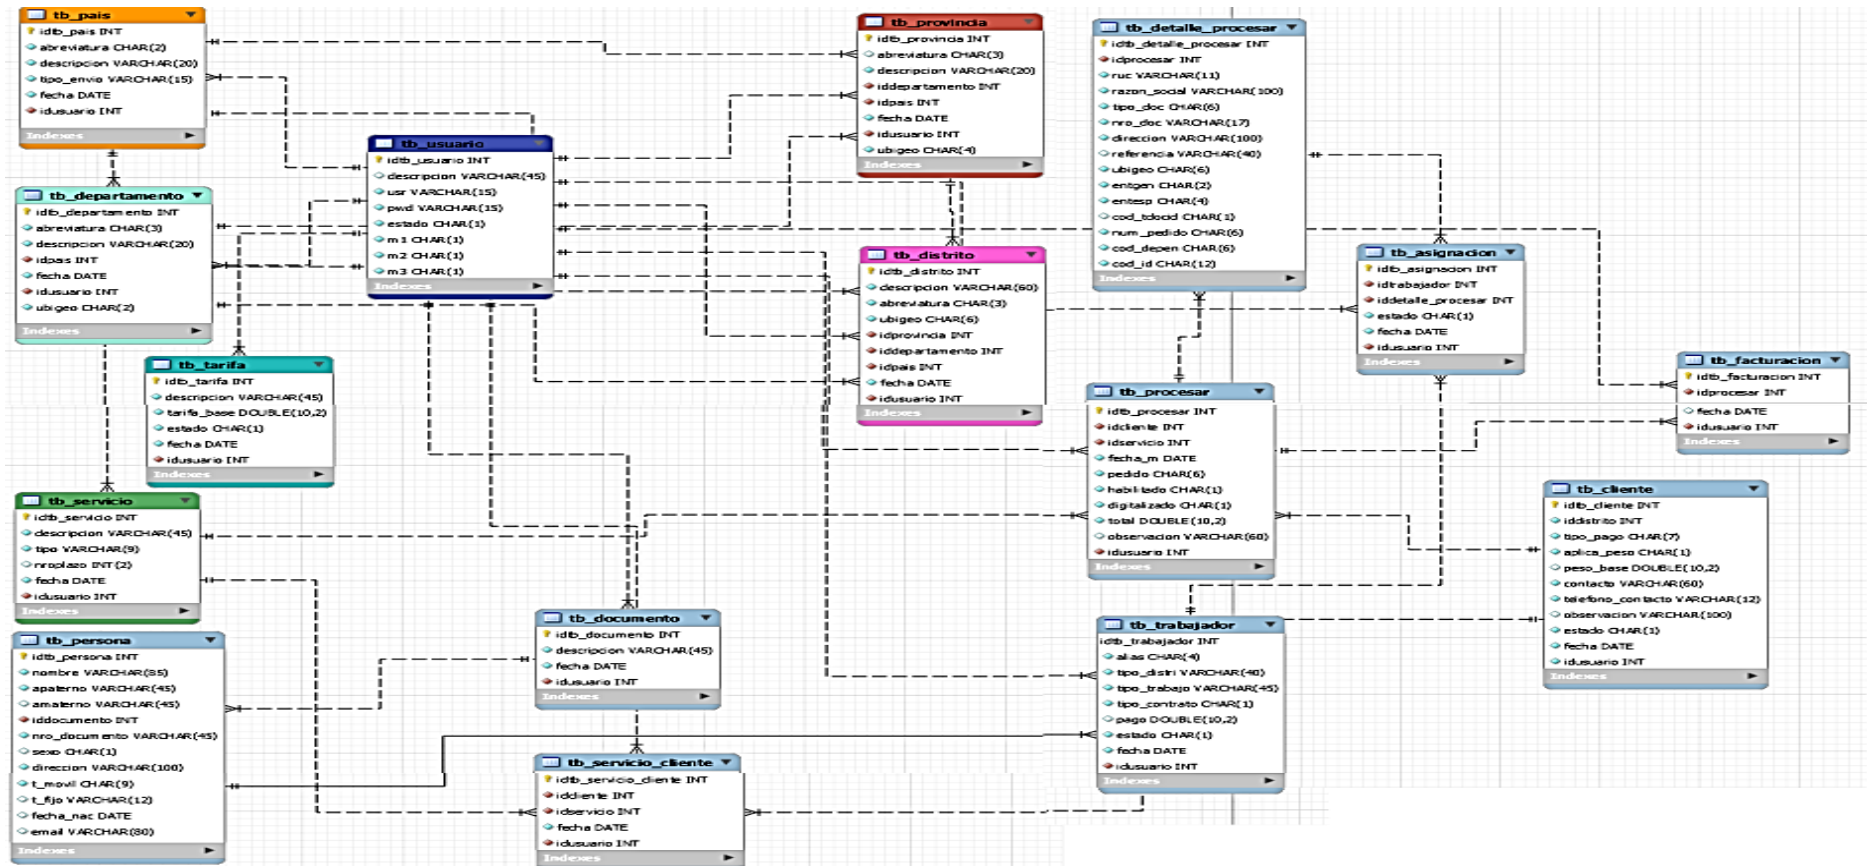 tb_pais
idtb_pais INT
abreviatura CHAR(2)
descripcion VARCHAR(20)
tipo_envio VARCHAR(15)
fecha DATE
idusuario INT
Indexes
tb_departamento
idtb_departamento INT
abreviatura CHAR(3)
descripcion VARCHAR(20)
idpais INT
fecha DATE
idusuario INT
ubigeo CHAR(2)
Indexes
tb_usuario
idtb_usuario INT
descripcion VARCHAR(45)
usr VARCHAR(15)
pwd VARCHAR(15)
estado CHAR(1)
m1 CHAR(1)
m2 CHAR(1)
m3 CHAR(1)
Indexes
tb_tarifa
idtb_tarifa INT
descripcion VARCHAR(45)
tarifa_base DOUBLE(10,2)
estado CHAR(1)
fecha DATE
idusuario INT
Indexes
tb_servicio
idtb_servicio INT
descripcion VARCHAR(45)
tipo VARCHAR(9)
nroplazo INT(2)
fecha DATE
idusuario INT
Indexes
tb_persona
idtb_persona INT
nombre VARCHAR(85)
apaterno VARCHAR(45)
amaterno VARCHAR(45)
iddocumento INT
nro_documento VARCHAR(45)
sexo CHAR(1)
direccion VARCHAR(100)
t_movil CHAR(9)
t_fijo VARCHAR(12)
fecha_nac DATE
email VARCHAR(80)
Indexes
tb_documento
idtb_documento INT
descripcion VARCHAR(45)
fecha DATE
idusuario INT
Indexes
tb_servicio_cliente
idtb_servicio_cliente INT
idcliente INT
idservicio INT
fecha DATE
idusuario INT
Indexes
tb_provincia
idtb_provincia INT
abreviatura CHAR(3)
descripcion VARCHAR(20)
iddepartamento INT
idpais INT
fecha DATE
idusuario INT
ubigeo CHAR(4)
Indexes
tb_distrito
idtb_distrito INT
descripcion VARCHAR(60)
abreviatura CHAR(3)
ubigeo CHAR(6)
idprovincia INT
iddepartamento INT
idpais INT
fecha DATE
idusuario INT
Indexes
tb_detalle_procesar
idtb_detalle_procesar INT
idprocesar INT
ruc VARCHAR(11)
razon_social VARCHAR(100)
tipo_doc CHAR(6)
nro_doc VARCHAR(17)
direccion VARCHAR(100)
referencia VARCHAR(40)
ubigeo CHAR(6)
entgen CHAR(2)
entesp CHAR(4)
cod_tdocid CHAR(1)
num_pedido CHAR(6)
cod_depen CHAR(6)
cod_id CHAR(12)
Indexes
tb_asignacion
idtb_asignacion INT
idtrabajador INT
iddetalle_procesar INT
estado CHAR(1)
fecha DATE
idusuario INT
Indexes
tb_facturacion
idtb_facturacion INT
idprocesar INT
fecha DATE
idusuario INT
Indexes
tb_procesar
idtb_procesar INT
idcliente INT
idservicio INT
fecha_m DATE
pedido CHAR(6)
habilitado CHAR(1)
digitalizado CHAR(1)
total DOUBLE(10,2)
observacion VARCHAR(60)
idusuario INT
Indexes
tb_cliente
idtb_cliente INT
iddistrito INT
tipo_pago CHAR(7)
aplica_peso CHAR(1)
peso_base DOUBLE(10,2)
contacto VARCHAR(60)
telefono_contacto VARCHAR(12)
observacion VARCHAR(100)
estado CHAR(1)
fecha DATE
idusuario INT
Indexes
tb_trabajador
idtb_trabajador INT
alias CHAR(4)
tipo_distri VARCHAR(40)
tipo_trabajo VARCHAR(45)
tipo_contrato CHAR(1)
pago DOUBLE(10,2)
estado CHAR(1)
fecha DATE
idusuario INT
Indexes